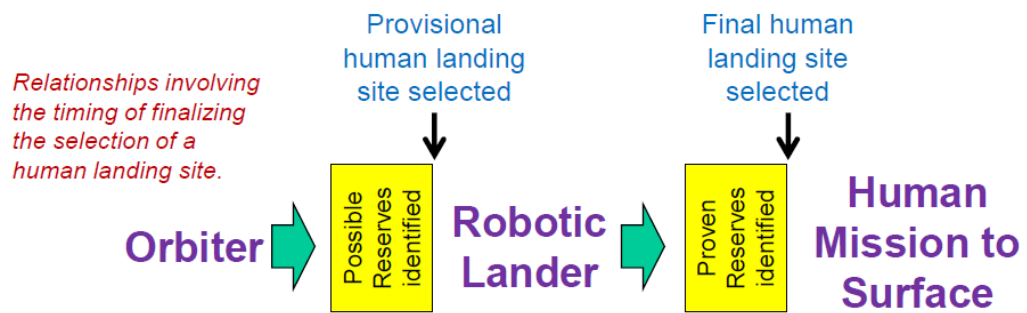 Relationships involving
the timing of finalizing
the selection of a
human landing site.
Provisional
human landing
site selected
Final human
landing site
selected
Orbiter
Possible
Reserves
identified
Robotic
Lander
Proven
Reserves
identified
Human
Mission to
Surface